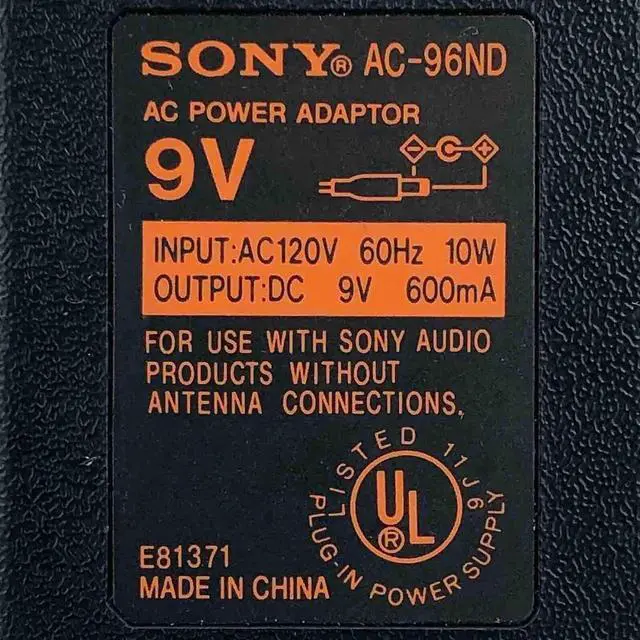 SONY® AC-96ND
AC POWER ADAPTOR
9V
INPUT:AC120V 60Hz 10W
OUTPUT:DC 9V 600mA
FOR USE WITH SONY AUDIO
PRODUCTS WITHOUT
ANTENNA CONNECTIONS.
LISTED 11J6
UL®
PLUG-IN POWER SUPPLY
E81371
MADE IN CHINA